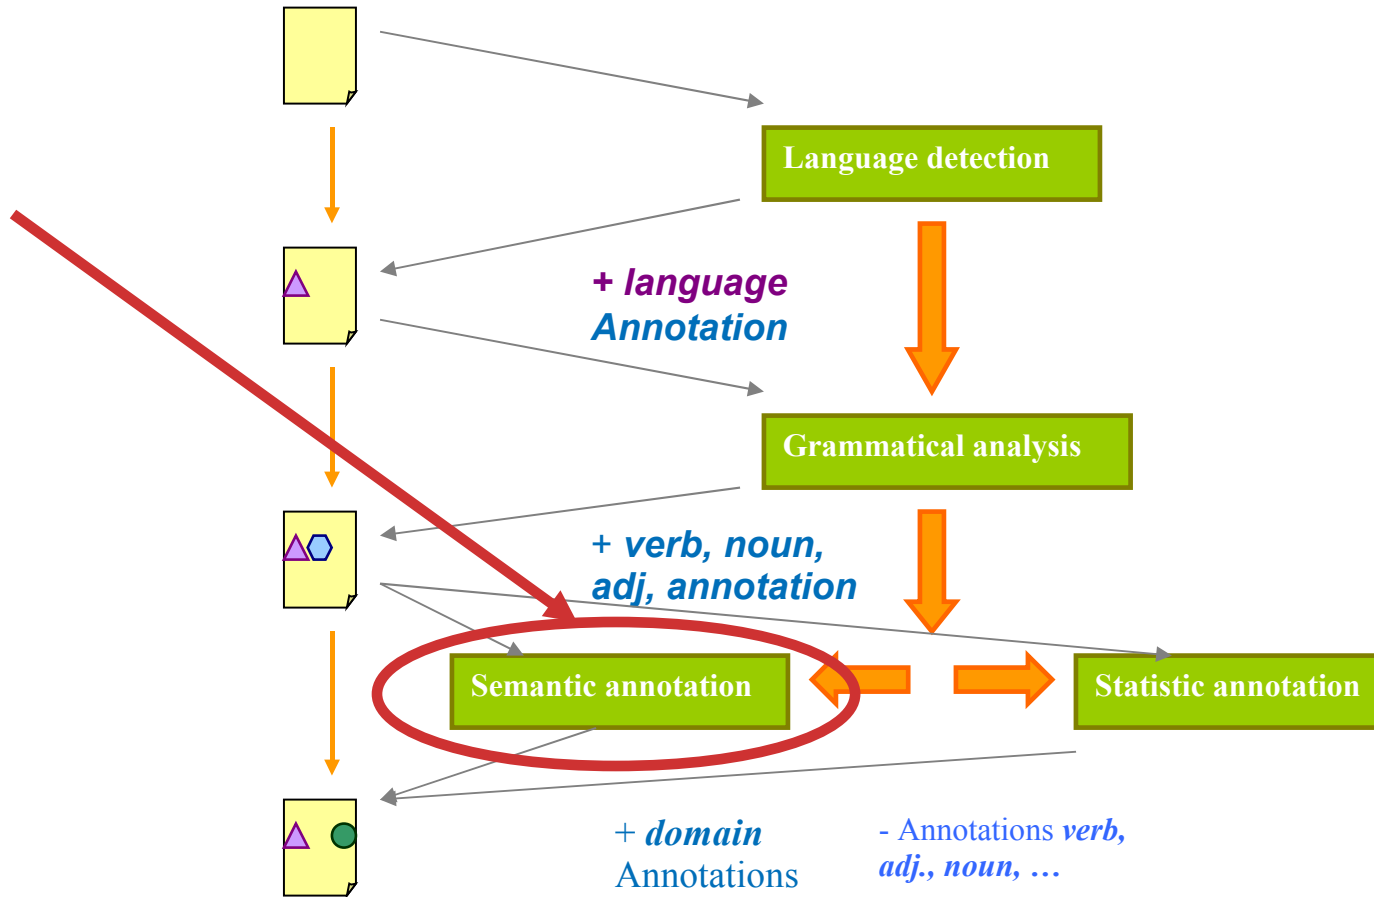 Language detection
+ language
Annotation
Grammatical analysis
+ verb, noun,
adj, annotation
Semantic annotation
Statistic annotation
+ domain
Annotations
- Annotations verb,
adj., noun, …